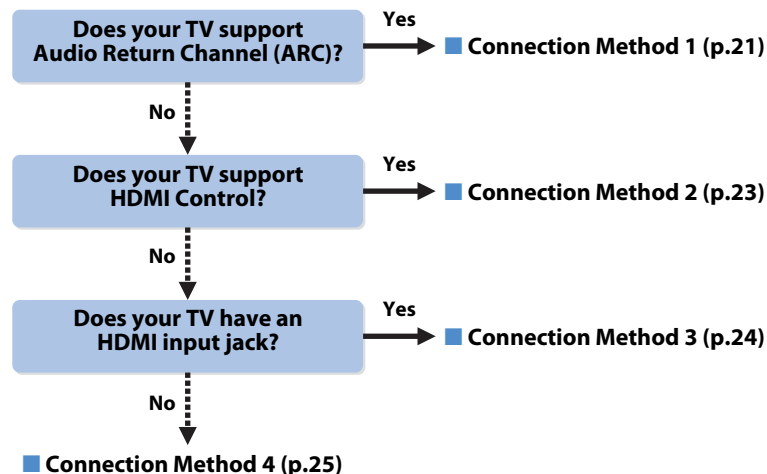 Does your TV support
Audio Return Channel (ARC)?
Yes
Connection Method 1 (p.21)
No
Does your TV support
HDMI Control?
Yes
Connection Method 2 (p.23)
No
Does your TV have an
HDMI input jack?
Yes
Connection Method 3 (p.24)
No
Connection Method 4 (p.25)